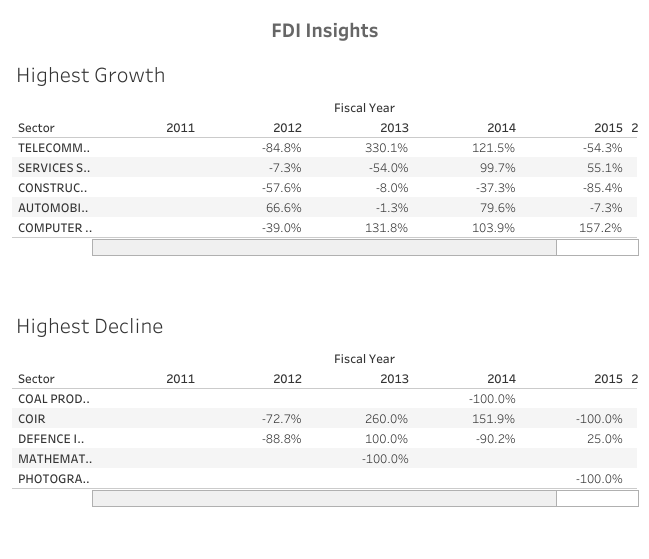 FDI Insights
Highest Growth
Fiscal Year
Sector 2011 2012 2013 2014 2015 2
TELECOMM.. -84.8% 330.1% 121.5% -54.3%
SERVICES S.. -7.3% -54.0% 99.7% 55.1%
CONSTRUC.. -57.6% -8.0% -37.3% -85.4%
AUTOMOBI.. 66.6% -1.3% 79.6% -7.3%
COMPUTER .. -39.0% 131.8% 103.9% 157.2%
Highest Decline
Fiscal Year
Sector 2011 2012 2013 2014 2015 2
COAL PROD.. -100.0%
COIR -72.7% 260.0% 151.9% -100.0%
DEFENCE I.. -88.8% 100.0% -90.2% 25.0%
MATHEMAT.. -100.0%
PHOTOGRA.. -100.0%